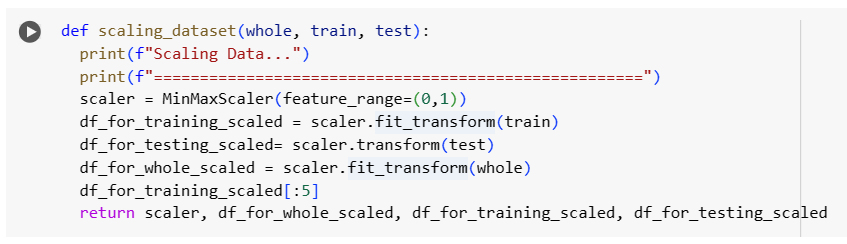 def scaling_dataset(whole, train, test):
  print(f"Scaling Data...")
  print(f"=====================================================")
  scaler = MinMaxScaler(feature_range=(0,1))
  df_for_training_scaled = scaler.fit_transform(train)
  df_for_testing_scaled= scaler.transform(test)
  df_for_whole_scaled = scaler.fit_transform(whole)
  df_for_training_scaled[:5]
  return scaler, df_for_whole_scaled, df_for_training_scaled, df_for_testing_scaled